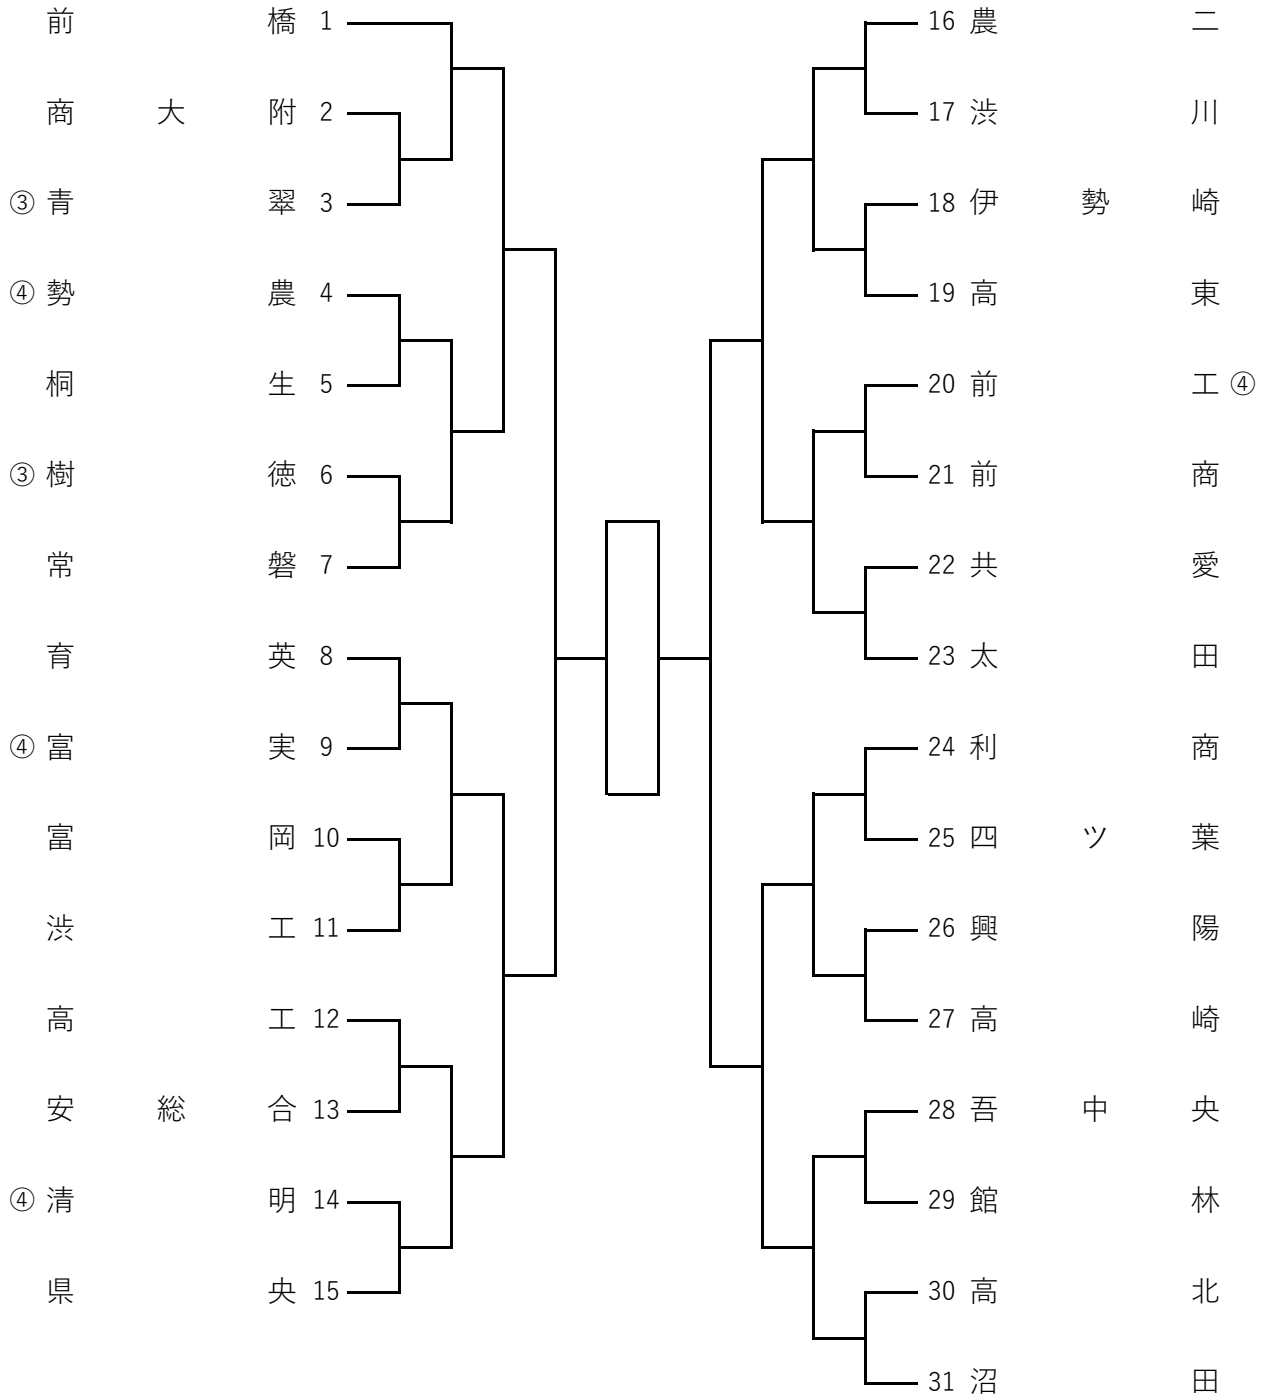 前橋 1
商大附 2
③ 青翠 3
④ 勢農 4
桐生 5
③ 樹徳 6
常磐 7
育英 8
④ 富実 9
富岡 10
渋工 11
高工 12
安総合 13
④ 清明 14
県央 15
16 農二
17 渋川
18 伊勢崎
19 高東
20 前工 ④
21 前商
22 共愛
23 太田
24 利商
25 四ツ葉
26 興陽
27 高崎
28 吾中央
29 館林
30 高北
31 沼田